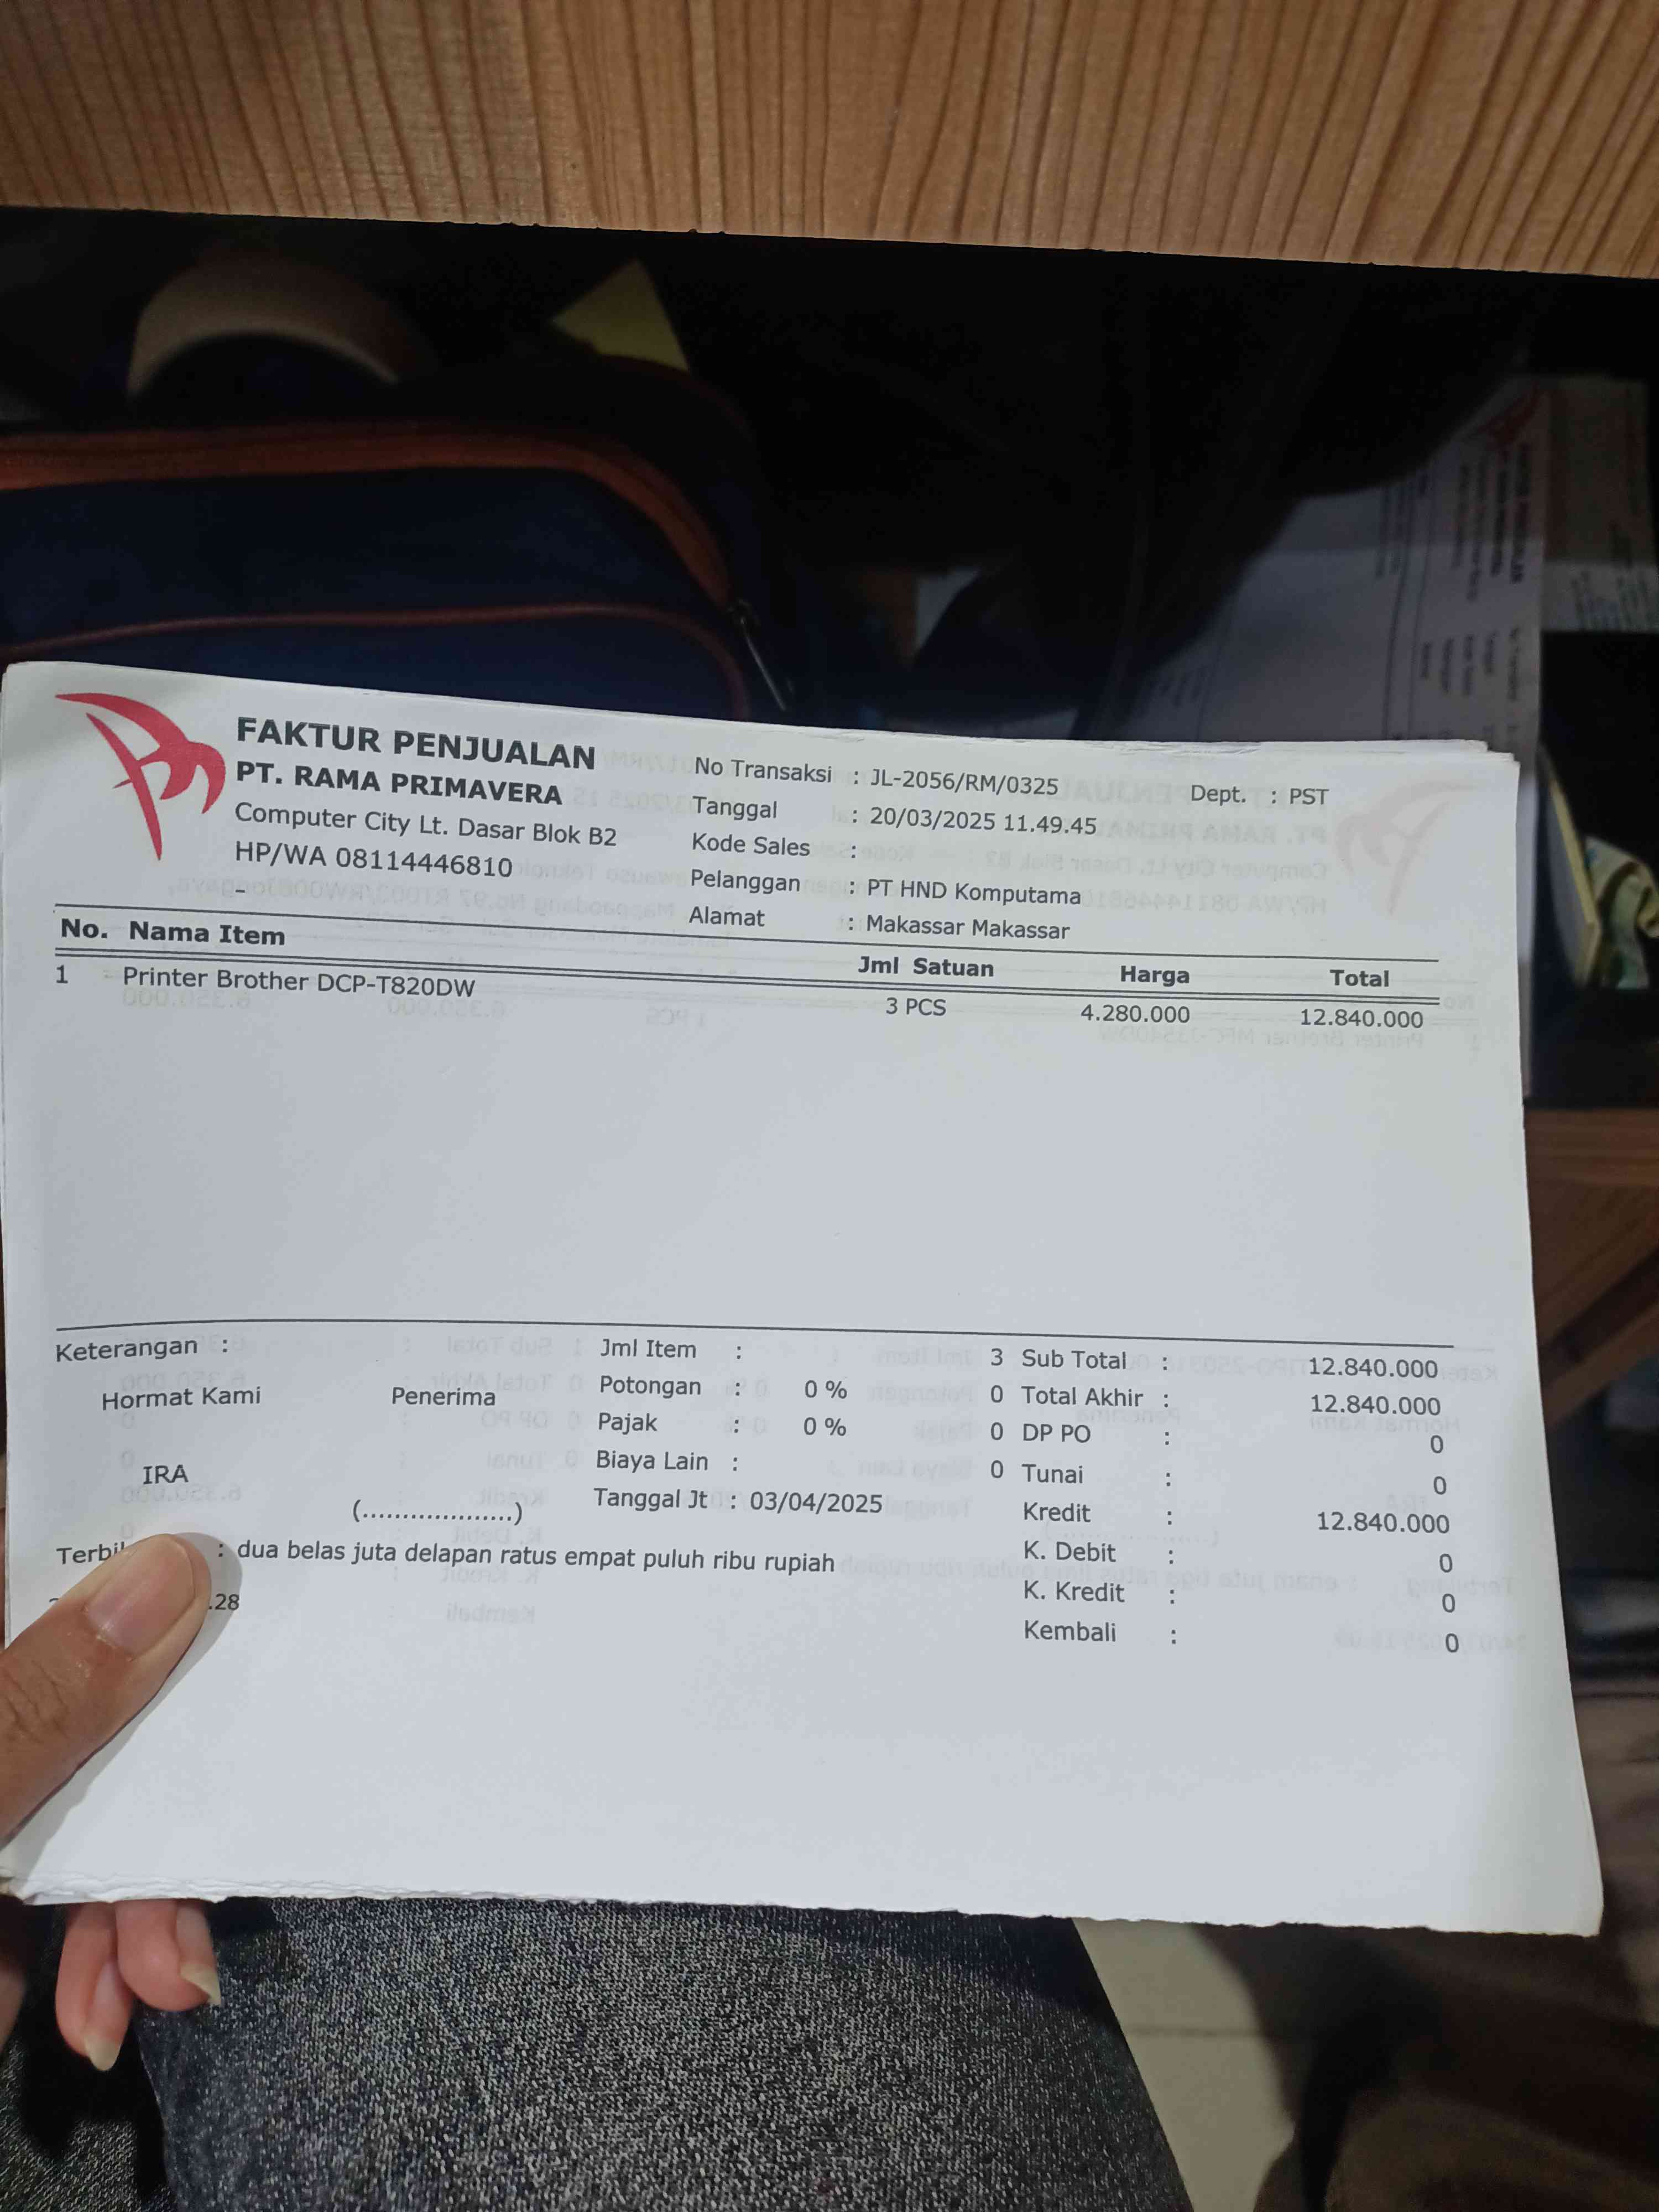 FAKTUR PENJUALAN
PT. RAMA PRIMAVERA
Computer City Lt. Dasar Blok B2
HP/WA 08114446810
No Transaksi : JL-2056/RM/0325
Dept. : PST
Tanggal : 20/03/2025 11.49.45
Kode Sales :
Pelanggan : PT HND Komputama
Alamat : Makassar Makassar
No. Nama Item Jml Satuan Harga Total
1 Printer Brother DCP-T820DW 3 PCS 4.280.000 12.840.000
Keterangan :
Hormat Kami Penerima
IRA
(...................)
Jml Item : 3
Potongan : 0 % 0
Pajak : 0 % 0
Biaya Lain : 0
Tanggal Jt : 03/04/2025
Sub Total : 12.840.000
Total Akhir : 12.840.000
DP PO : 0
Tunai : 0
Kredit : 12.840.000
K. Debit : 0
K. Kredit : 0
Kembali : 0
: dua belas juta delapan ratus empat puluh ribu rupiah
.28